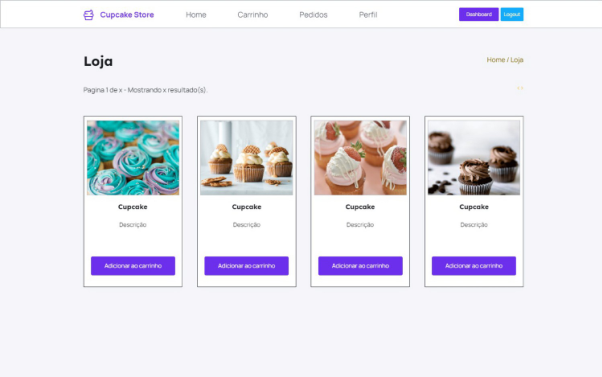 Cupcake Store Home Carrinho Pedidos Perfil Dashboard Logout
Loja Home / Loja
Pagina 1 de x - Mostrando x resultado(s).
Cupcake Cupcake Cupcake Cupcake
Descrição Descrição Descrição Descrição
Adicionar ao carrinho Adicionar ao carrinho Adicionar ao carrinho Adicionar ao carrinho